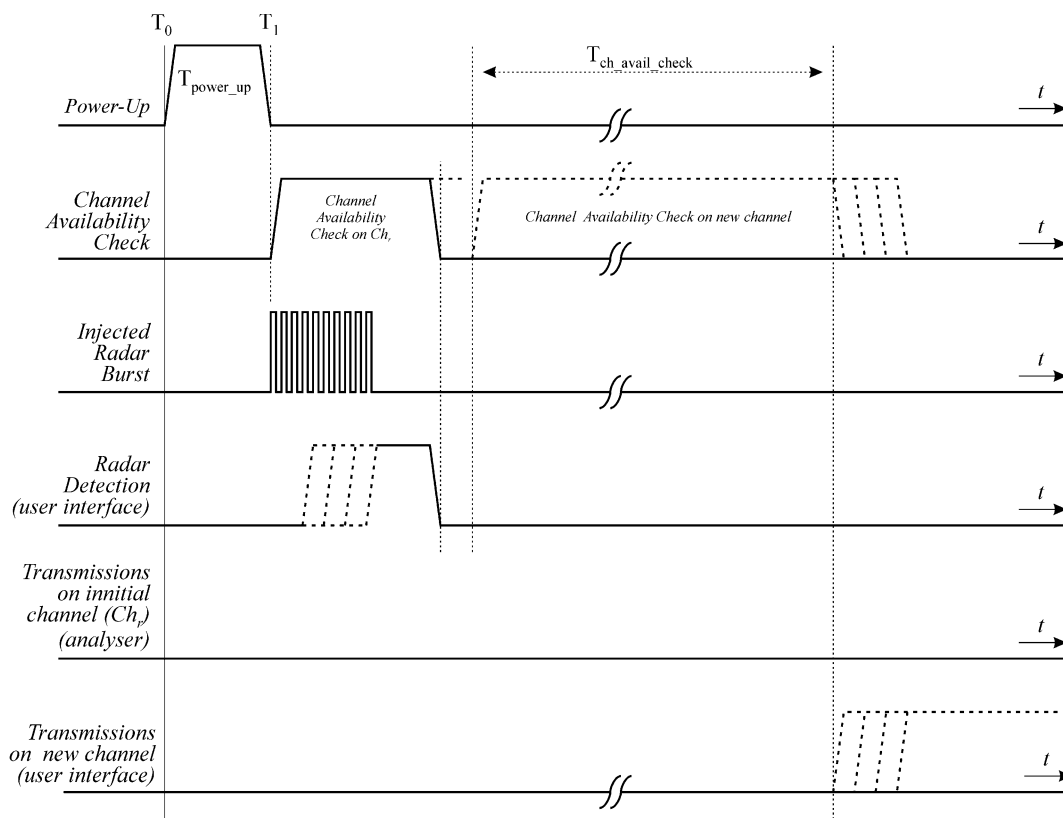 T0 T1
Tch_avail_check
Tpower_up
Power-Up
t
Channel
Availability
Check
Channel
Availability
Check on Chr
Channel Availability Check on new channel
t
Injected
Radar
Burst
t
Radar
Detection
(user interface)
t
Transmissions
on innitial
channel (Chr)
(analyser)
t
Transmissions
on new channel
(user interface)
t